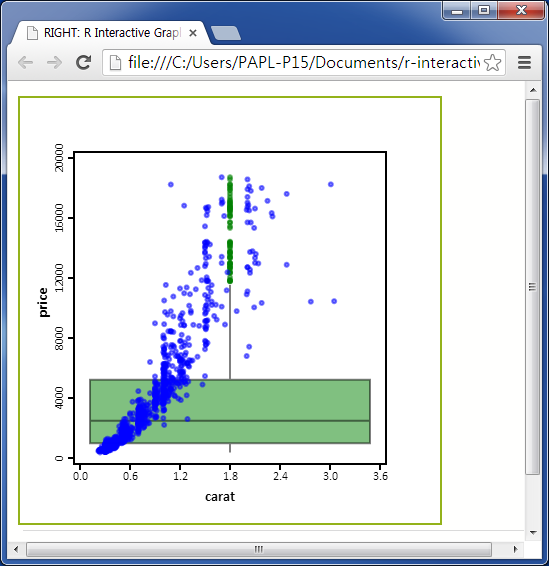 RIGHT: R Interactive Grap
file:///C:/Users/PAPL-P15/Documents/r-interactiv
20000
16000
12000
8000
4000
0
price
0.0 0.6 1.2 1.8 2.4 3.0 3.6
carat